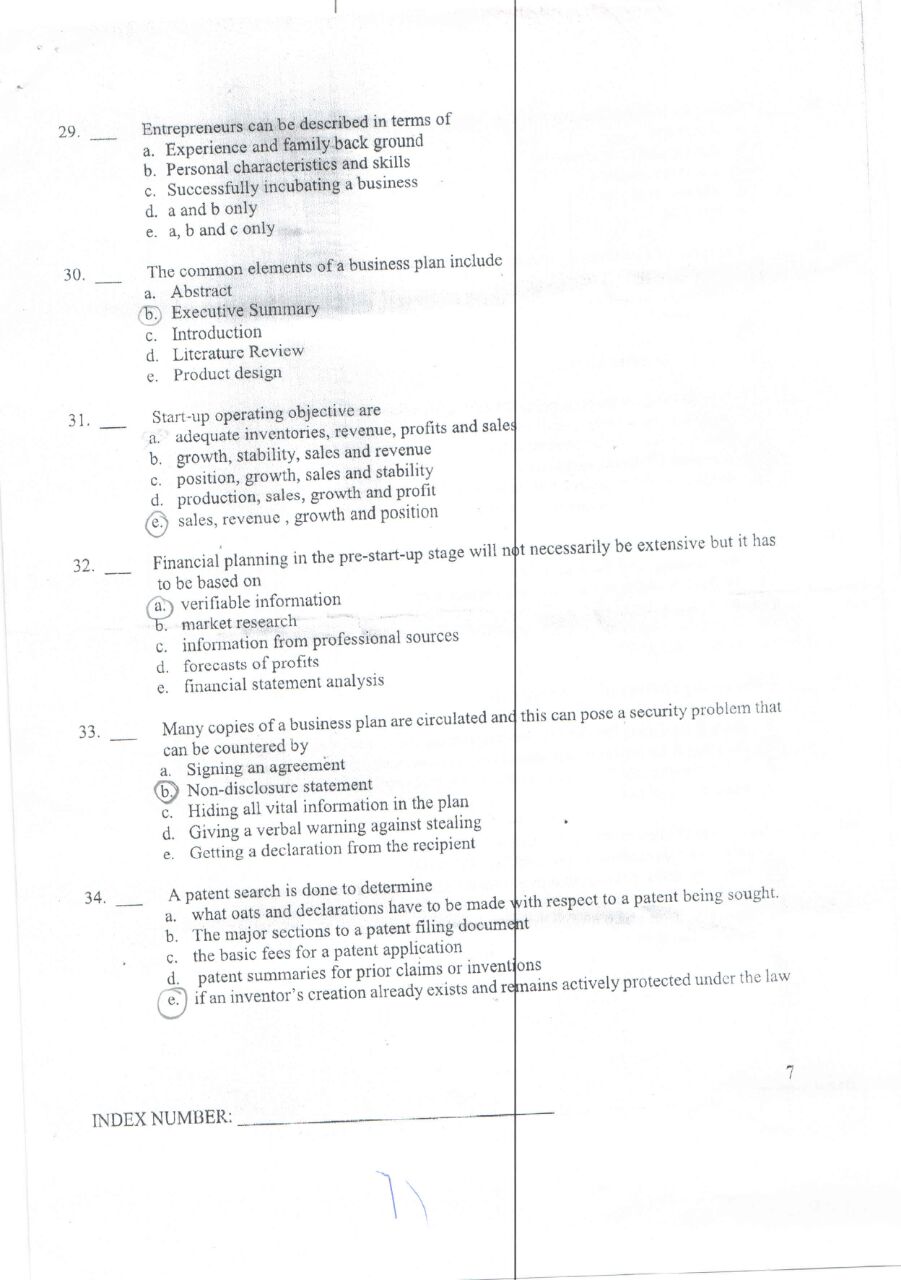 29. ___ Entrepreneurs can be described in terms of
a. Experience and family back ground
b. Personal characteristics and skills
c. Successfully incubating a business
d. a and b only
e. a, b and c only
30. ___ The common elements of a business plan include
a. Abstract
b. Executive Summary
c. Introduction
d. Literature Review
e. Product design
31. ___ Start-up operating objective are
a. adequate inventories, revenue, profits and sales
b. growth, stability, sales and revenue
c. position, growth, sales and stability
d. production, sales, growth and profit
e. sales, revenue , growth and position
32. ___ Financial planning in the pre-start-up stage will not necessarily be extensive but it has
to be based on
a. verifiable information
b. market research
c. information from professional sources
d. forecasts of profits
e. financial statement analysis
33. ___ Many copies of a business plan are circulated and this can pose a security problem that
can be countered by
a. Signing an agreement
b. Non-disclosure statement
c. Hiding all vital information in the plan
d. Giving a verbal warning against stealing
e. Getting a declaration from the recipient
34. ___ A patent search is done to determine
a. what oats and declarations have to be made with respect to a patent being sought.
b. The major sections to a patent filing document
c. the basic fees for a patent application
d. patent summaries for prior claims or inventions
e. if an inventor's creation already exists and remains actively protected under the law
7
INDEX NUMBER: ___